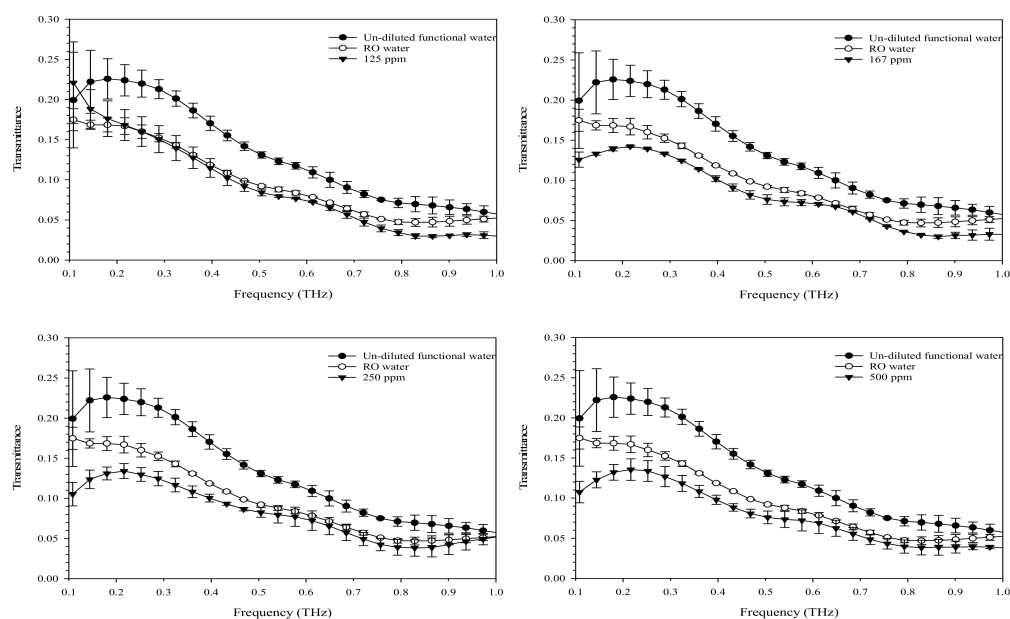 0.30
0.25
0.20
0.15
0.10
0.05
0.00
Transmittance
Un-diluted functional water
RO water
125 ppm
0.1 0.2 0.3 0.4 0.5 0.6 0.7 0.8 0.9 1.0
Frequency (THz)
0.30
0.25
0.20
0.15
0.10
0.05
0.00
Transmittance
Un-diluted functional water
RO water
167 ppm
0.1 0.2 0.3 0.4 0.5 0.6 0.7 0.8 0.9 1.0
Frequency (THz)
0.30
0.25
0.20
0.15
0.10
0.05
0.00
Transmittance
Un-diluted functional water
RO water
250 ppm
0.1 0.2 0.3 0.4 0.5 0.6 0.7 0.8 0.9 1.0
Frequency (THz)
0.30
0.25
0.20
0.15
0.10
0.05
0.00
Transmittance
Un-diluted functional water
RO water
500 ppm
0.1 0.2 0.3 0.4 0.5 0.6 0.7 0.8 0.9 1.0
Frequency (THz)